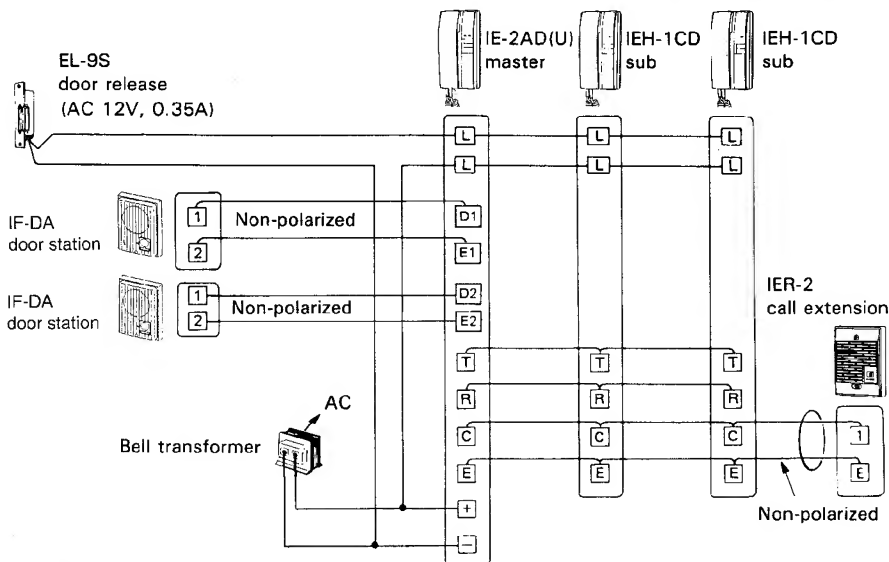 EL-9S
door release
(AC 12V, 0.35A)
IE-2AD(U)
master
IEH-1CD
sub
IEH-1CD
sub
L
L
L
L
L
L
IF-DA
door station
1
2
Non-polarized
D1
E1
IF-DA
door station
1
2
Non-polarized
D2
E2
IER-2
call extension
T
T
T
R
R
R
C
C
C
1
E
E
E
E
Non-polarized
AC
Bell transformer
+
−